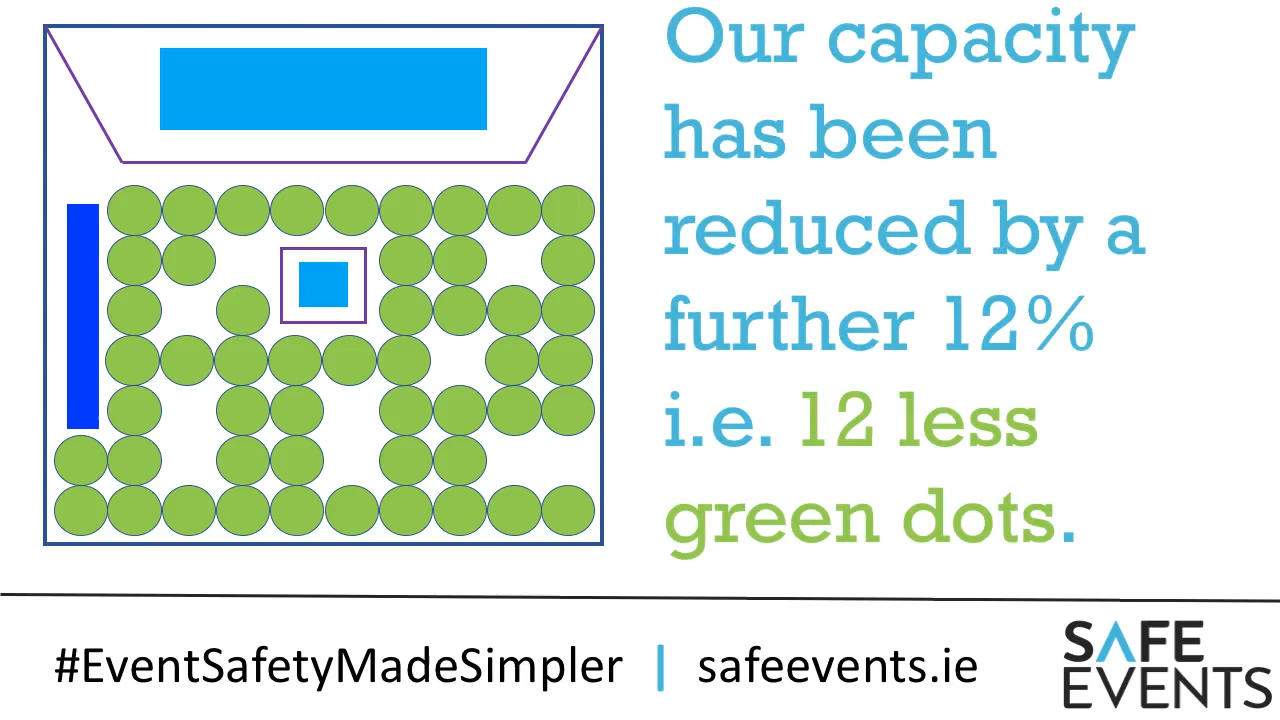 Our capacity
has been
reduced by a
further 12%
i.e. 12 less
green dots.
#EventSafetyMadeSimpler | safeevents.ie
SAFE
EVENTS